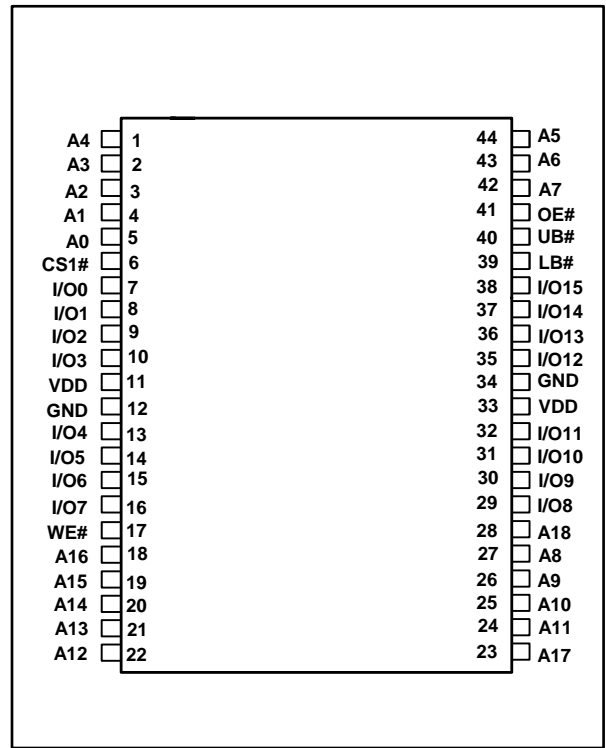 A4 1 44 A5
A3 2 43 A6
A2 3 42 A7
A1 4 41 OE#
A0 5 40 UB#
CS1# 6 39 LB#
I/O0 7 38 I/O15
I/O1 8 37 I/O14
I/O2 9 36 I/O13
I/O3 10 35 I/O12
VDD 11 34 GND
GND 12 33 VDD
I/O4 13 32 I/O11
I/O5 14 31 I/O10
I/O6 15 30 I/O9
I/O7 16 29 I/O8
WE# 17 28 A18
A16 18 27 A8
A15 19 26 A9
A14 20 25 A10
A13 21 24 A11
A12 22 23 A17